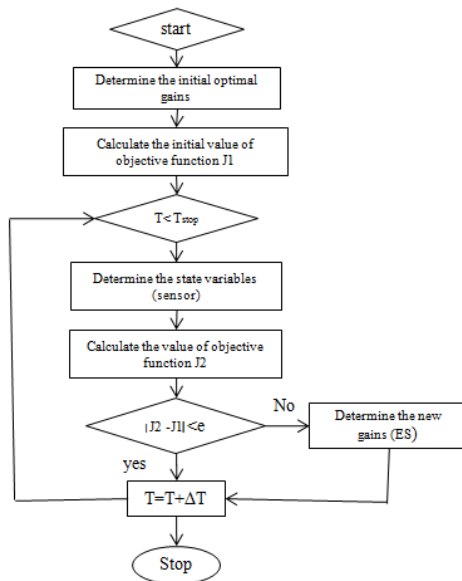 start
Determine the initial optimal
gains
Calculate the initial value of
objective function J1
T< Tstop
Determine the state variables
(sensor)
Calculate the value of objective
function J2
|J2 -J1|<e
No
Determine the new
gains (ES)
yes
T=T+ΔT
Stop